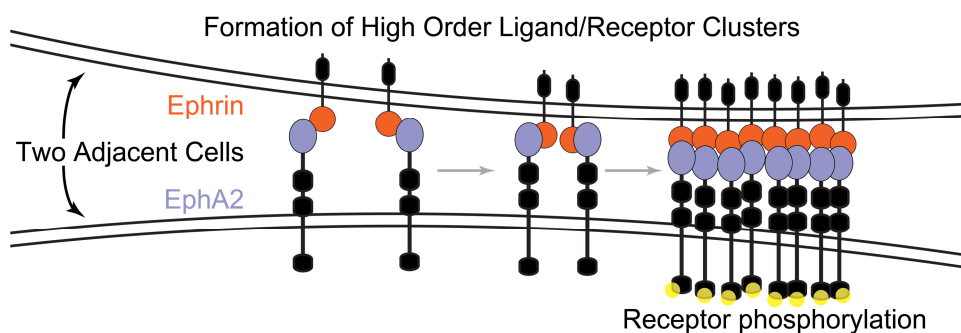 Formation of High Order Ligand/Receptor Clusters
Ephrin
Two Adjacent Cells
EphA2
Receptor phosphorylation